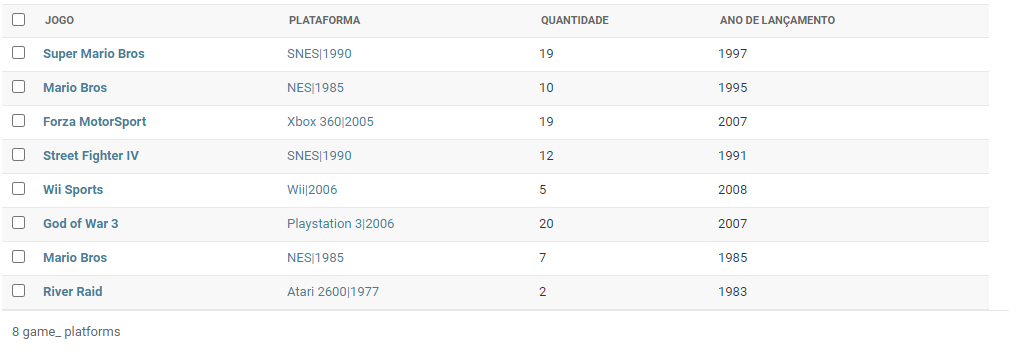 JOGO PLATAFORMA QUANTIDADE ANO DE LANÇAMENTO
Super Mario Bros SNES|1990 19 1997
Mario Bros NES|1985 10 1995
Forza MotorSport Xbox 360|2005 19 2007
Street Fighter IV SNES|1990 12 1991
Wii Sports Wii|2006 5 2008
God of War 3 Playstation 3|2006 20 2007
Mario Bros NES|1985 7 1985
River Raid Atari 2600|1977 2 1983
8 game_ platforms